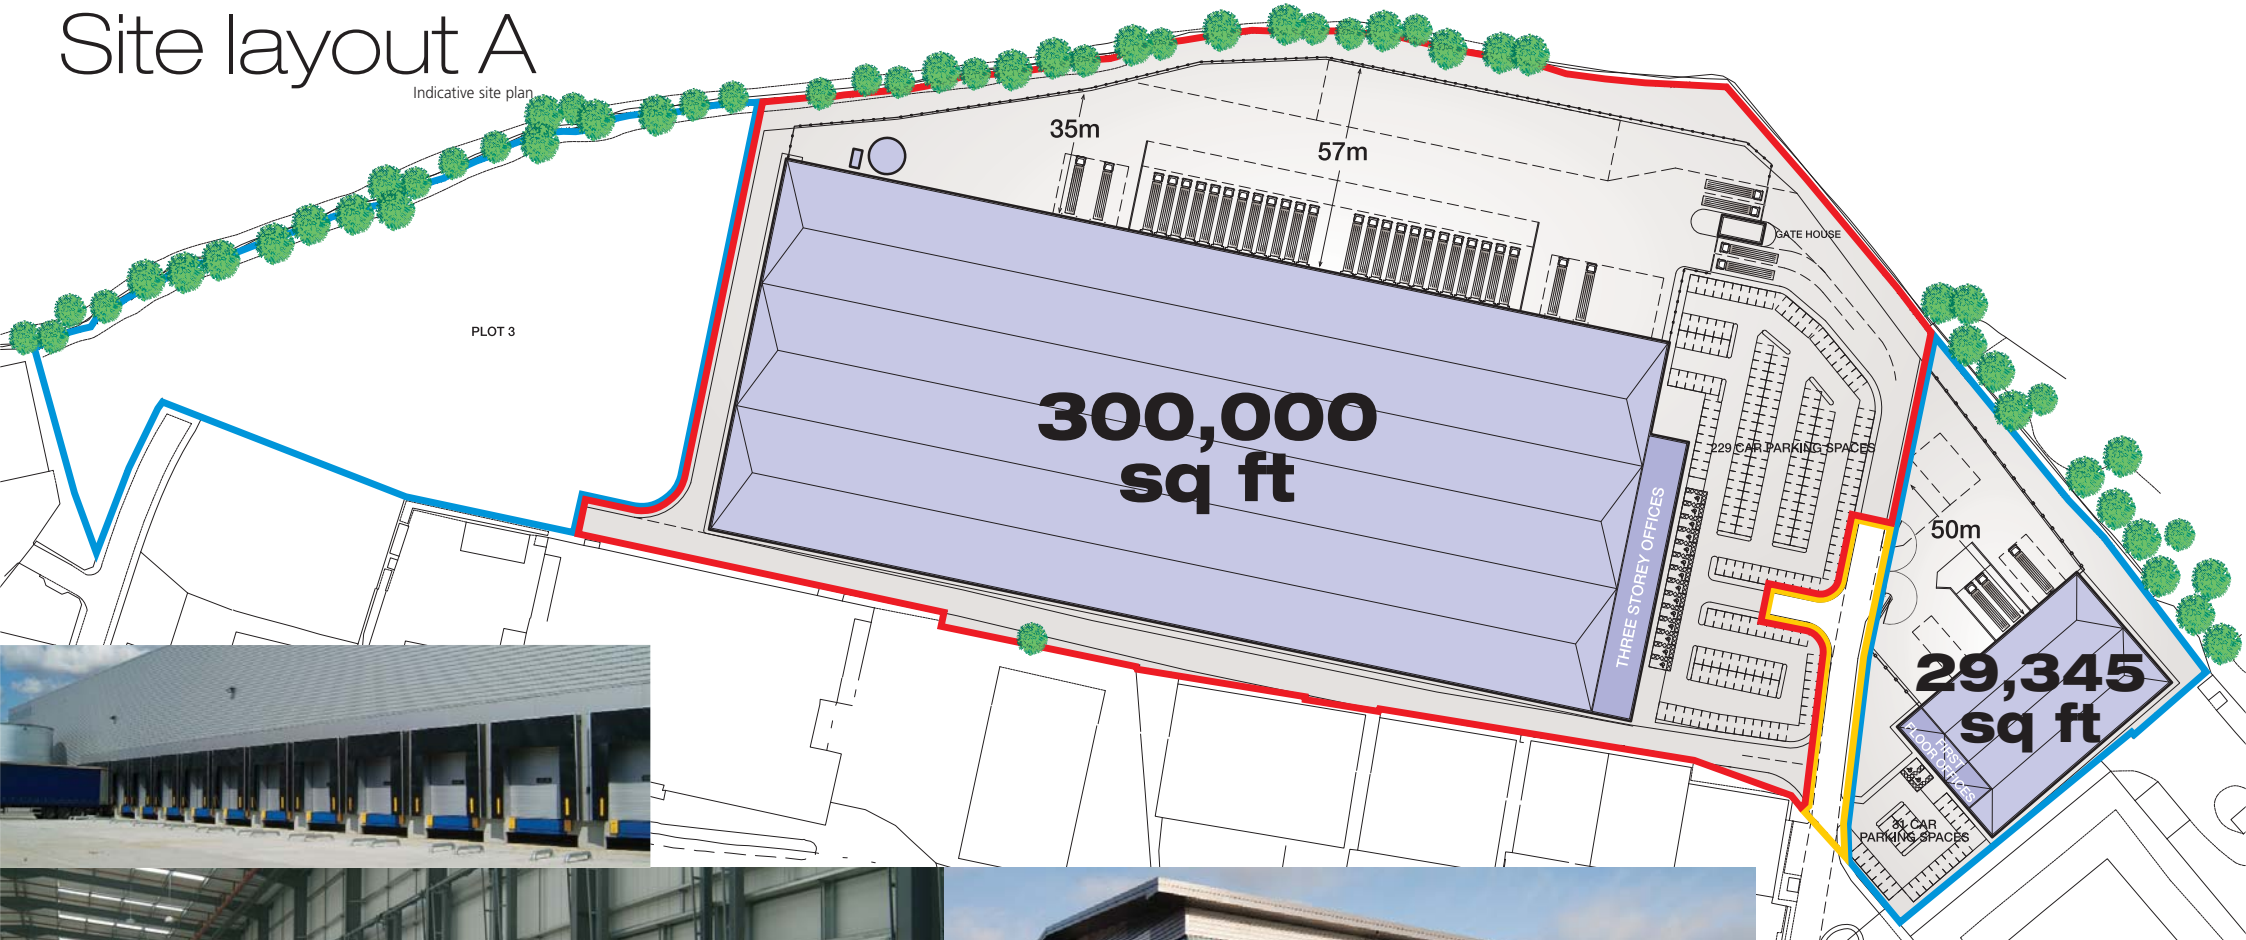 Site layout A
Indicative site plan
35m
57m
GATE HOUSE
PLOT 3
300,000
sq ft
229 CAR PARKING SPACES
THREE STOREY OFFICES
50m
29,345
sq ft
FIRST
FLOOR OFFICES
31 CAR
PARKING SPACES